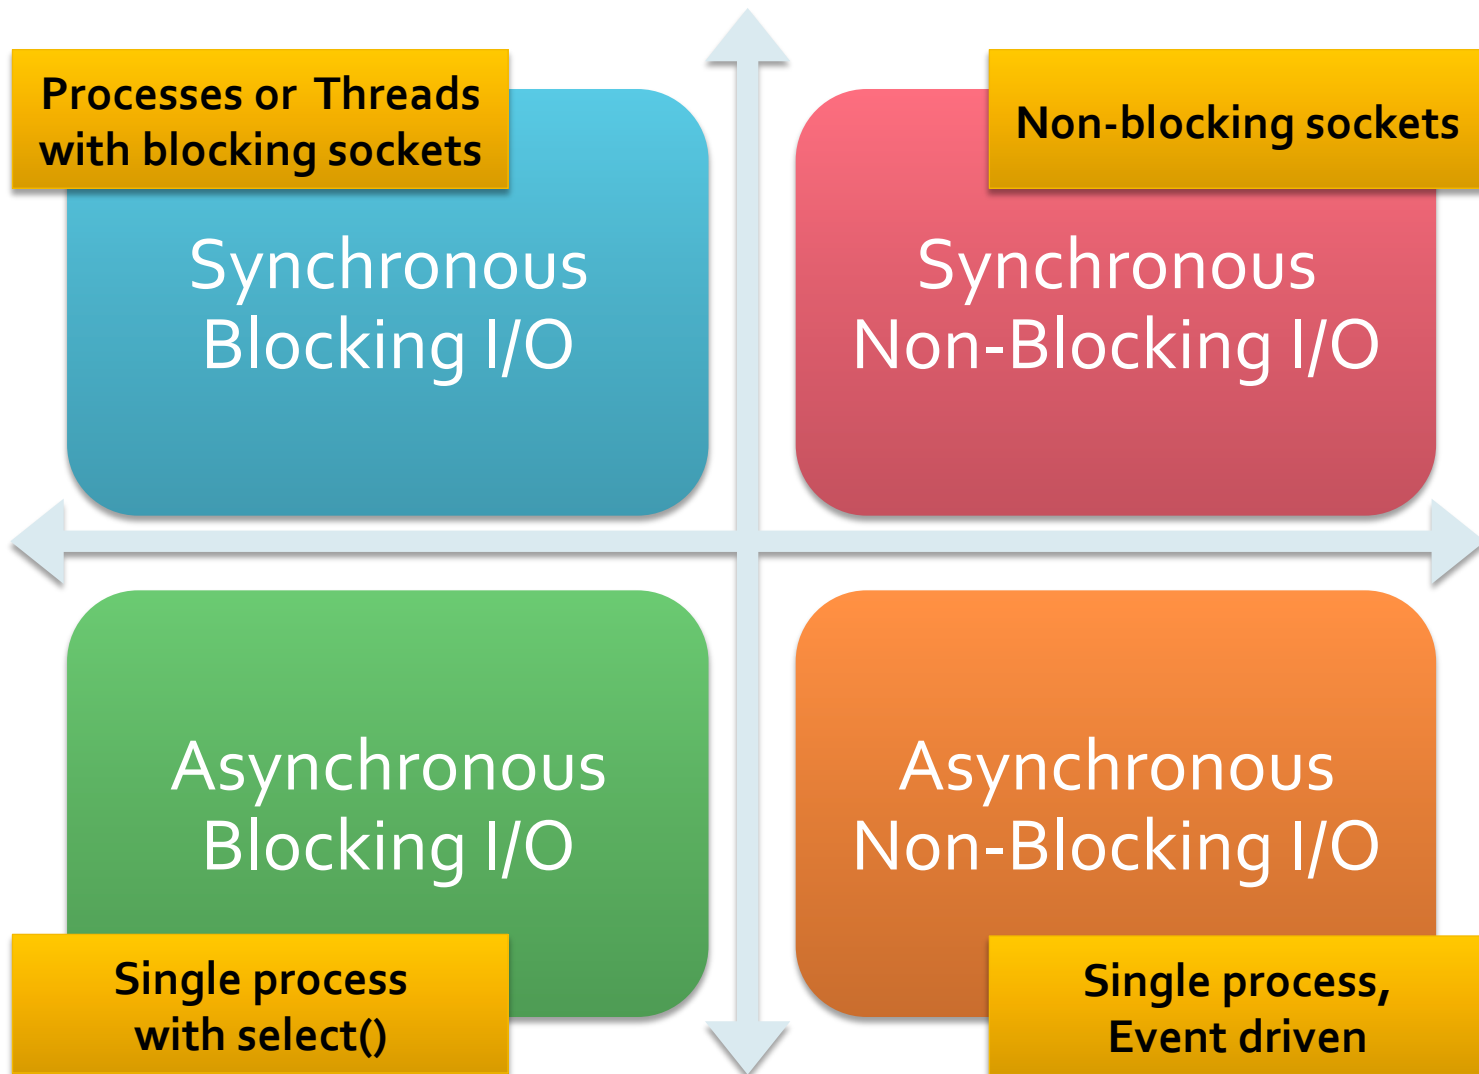 Processes or Threads
with blocking sockets
Synchronous
Blocking I/O
Non-blocking sockets
Synchronous
Non-Blocking I/O
Asynchronous
Blocking I/O
Single process
with select()
Asynchronous
Non-Blocking I/O
Single process,
Event driven